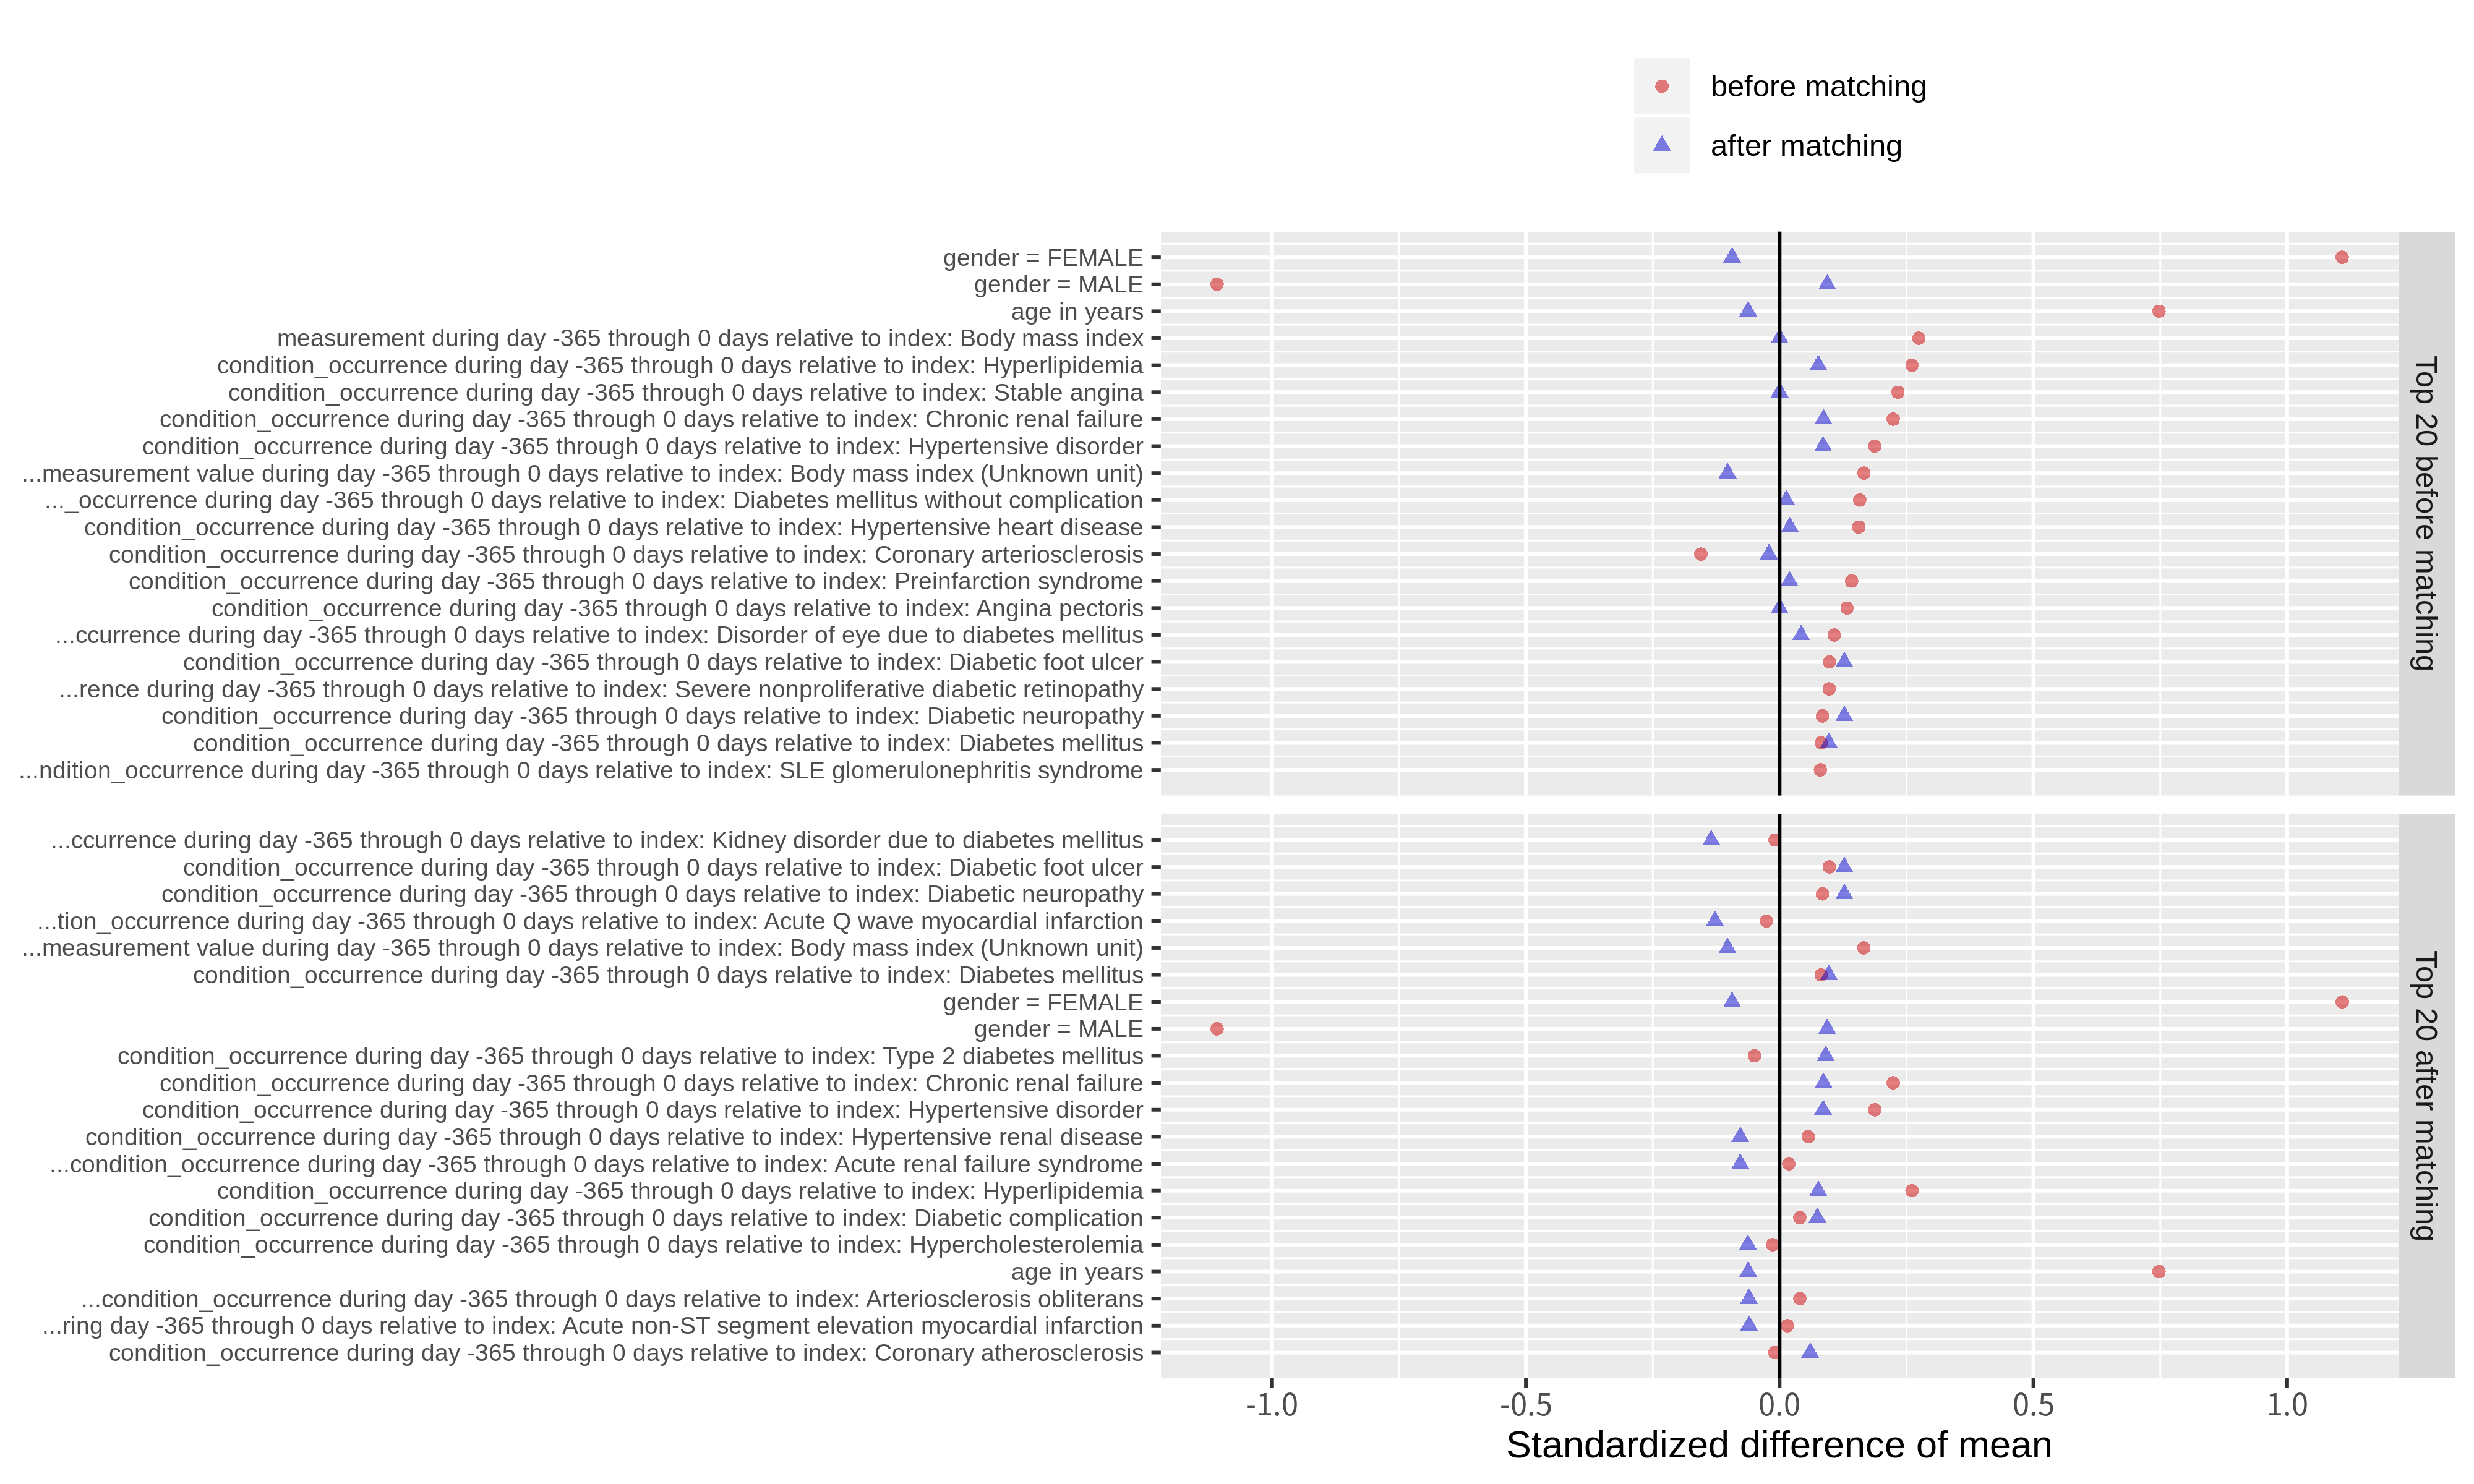 before matching
after matching
gender = FEMALE
gender = MALE
age in years
measurement during day -365 through 0 days relative to index: Body mass index
condition_occurrence during day -365 through 0 days relative to index: Hyperlipidemia
condition_occurrence during day -365 through 0 days relative to index: Stable angina
condition_occurrence during day -365 through 0 days relative to index: Chronic renal failure
condition_occurrence during day -365 through 0 days relative to index: Hypertensive disorder
...measurement value during day -365 through 0 days relative to index: Body mass index (Unknown unit)
..._occurrence during day -365 through 0 days relative to index: Diabetes mellitus without complication
condition_occurrence during day -365 through 0 days relative to index: Hypertensive heart disease
condition_occurrence during day -365 through 0 days relative to index: Coronary arteriosclerosis
condition_occurrence during day -365 through 0 days relative to index: Preinfarction syndrome
condition_occurrence during day -365 through 0 days relative to index: Angina pectoris
...ccurrence during day -365 through 0 days relative to index: Disorder of eye due to diabetes mellitus
condition_occurrence during day -365 through 0 days relative to index: Diabetic foot ulcer
...rence during day -365 through 0 days relative to index: Severe nonproliferative diabetic retinopathy
condition_occurrence during day -365 through 0 days relative to index: Diabetic neuropathy
condition_occurrence during day -365 through 0 days relative to index: Diabetes mellitus
...ndition_occurrence during day -365 through 0 days relative to index: SLE glomerulonephritis syndrome
Top 20 before matching
...ccurrence during day -365 through 0 days relative to index: Kidney disorder due to diabetes mellitus
condition_occurrence during day -365 through 0 days relative to index: Diabetic foot ulcer
condition_occurrence during day -365 through 0 days relative to index: Diabetic neuropathy
...tion_occurrence during day -365 through 0 days relative to index: Acute Q wave myocardial infarction
...measurement value during day -365 through 0 days relative to index: Body mass index (Unknown unit)
condition_occurrence during day -365 through 0 days relative to index: Diabetes mellitus
gender = FEMALE
gender = MALE
condition_occurrence during day -365 through 0 days relative to index: Type 2 diabetes mellitus
condition_occurrence during day -365 through 0 days relative to index: Chronic renal failure
condition_occurrence during day -365 through 0 days relative to index: Hypertensive disorder
condition_occurrence during day -365 through 0 days relative to index: Hypertensive renal disease
...condition_occurrence during day -365 through 0 days relative to index: Acute renal failure syndrome
condition_occurrence during day -365 through 0 days relative to index: Hyperlipidemia
condition_occurrence during day -365 through 0 days relative to index: Diabetic complication
condition_occurrence during day -365 through 0 days relative to index: Hypercholesterolemia
age in years
...condition_occurrence during day -365 through 0 days relative to index: Arteriosclerosis obliterans
...ring day -365 through 0 days relative to index: Acute non-ST segment elevation myocardial infarction
condition_occurrence during day -365 through 0 days relative to index: Coronary atherosclerosis
Top 20 after matching
-1.0 -0.5 0.0 0.5 1.0
Standardized difference of mean